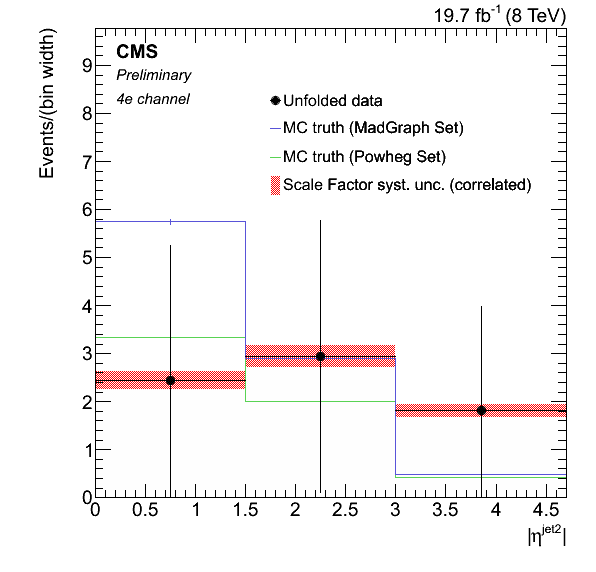 19.7 fb⁻¹ (8 TeV)
Events/(bin width)
CMS
Preliminary
4e channel
Unfolded data
MC truth (MadGraph Set)
MC truth (Powheg Set)
Scale Factor syst. unc. (correlated)
9
8
7
6
5
4
3
2
1
0
0 0.5 1 1.5 2 2.5 3 3.5 4 4.5
|η^jet2|